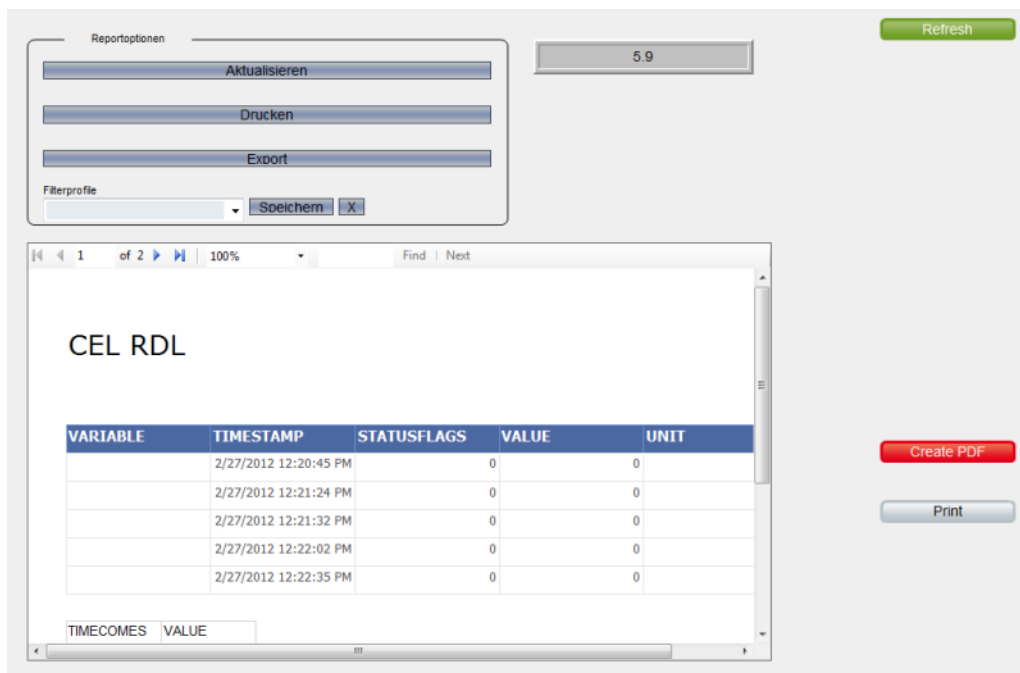 Reportoptionen
Aktualisieren
Drucken
Export
Filterprofile
Speichern X
5.9
Refresh
1 of 2 100% Find | Next
CEL RDL
VARIABLE TIMESTAMP STATUSFLAGS VALUE UNIT
2/27/2012 12:20:45 PM 0 0
2/27/2012 12:21:24 PM 0 0
2/27/2012 12:21:32 PM 0 0
2/27/2012 12:22:02 PM 0 0
2/27/2012 12:22:35 PM 0 0
TIMECOMES VALUE
Create PDF
Print